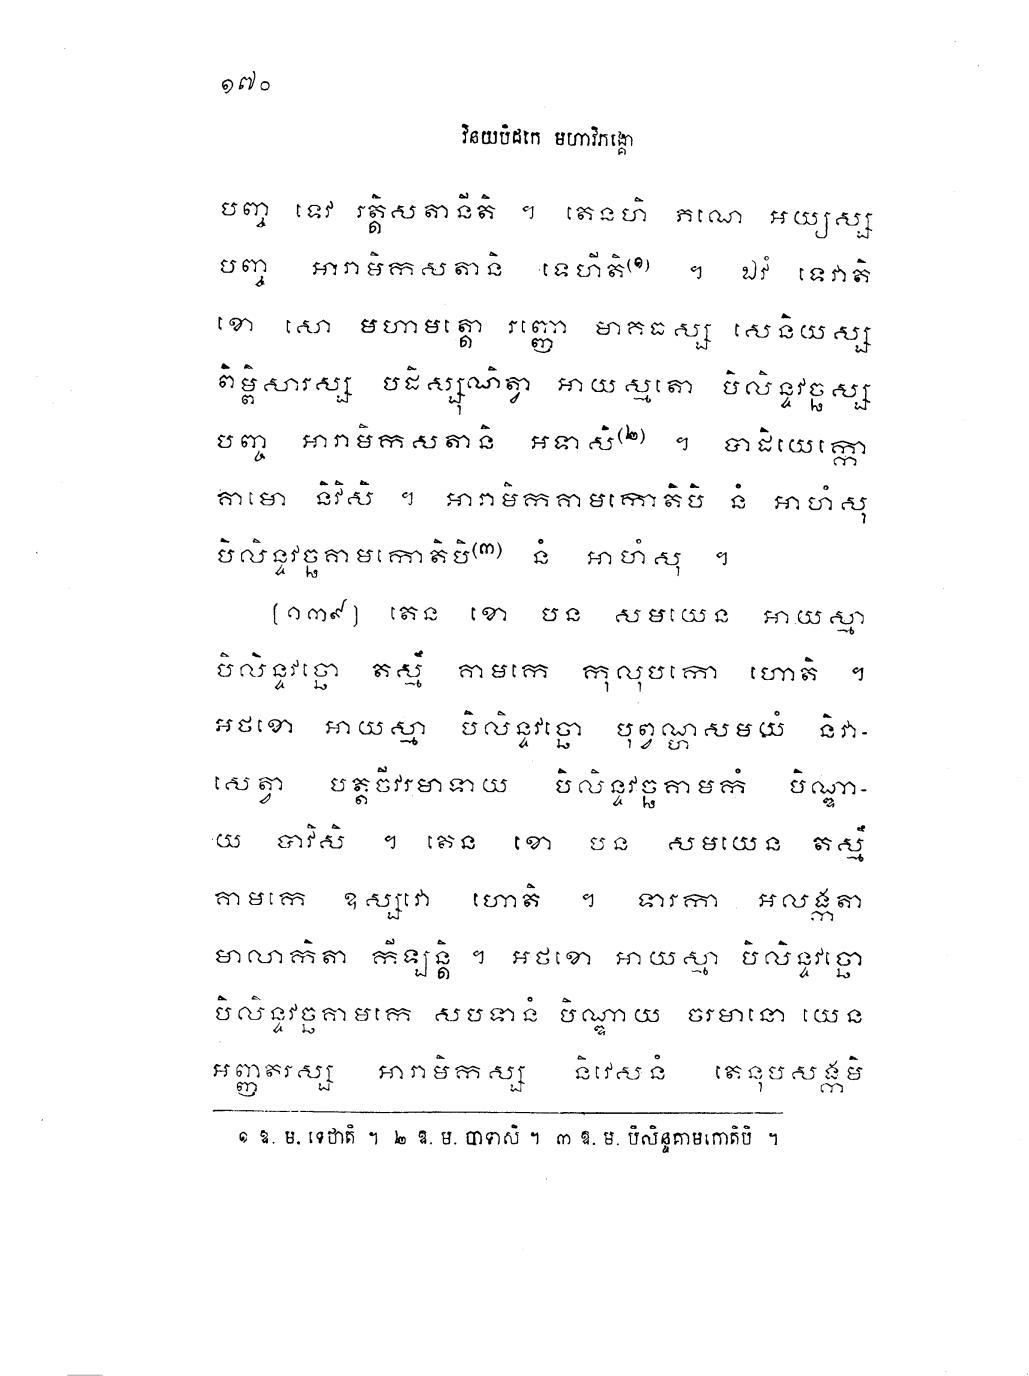 ១៧០
វិនយបិដកេ មហាវិភង្គោ
បញ្ច ទេវ រត្តិសតានីតិ ។ តេនហិ ភណេ អយ្យស្ស
បញ្ច អារាមិកសតានិ ទេហីតិ(១) ។ ឯវំ ទេវាតិ
ខោ សោ មហាមត្តោ រញ្ញោ មាគធស្ស សេនិយស្ស
ពិម្ពិសារស្ស បដិស្សុណិត្វា អាយស្មតោ បិលិន្ទវច្ឆស្ស
បញ្ច អារាមិកសតានិ អទាសិ(២) ។ បាដិយេក្កោ
គាមោ និវិសិ ។ អារាមិកគាមកោតិបិ នំ អាហំសុ
បិលិន្ទវច្ឆគាមកោតិបិ(៣) នំ អាហំសុ ។
[១៣៩] តេន ខោ បន សមយេន អាយស្មា
បិលិន្ទវច្ឆោ តស្មឹ គាមកេ កុលុបកោ ហោតិ ។
អថខោ អាយស្មា បិលិន្ទវច្ឆោ បុព្វណ្ហសមយំ និវា-
សេត្វា បត្តចីវរមាទាយ បិលិន្ទវច្ឆគាមកំ បិណ្ឌា-
យ បាវិសិ ។ តេន ខោ បន សមយេន តស្មឹ
គាមកេ ឧស្សវោ ហោតិ ។ ទារកា អលង្កតា
មាលាកិតា កីឡន្តិ ។ អថខោ អាយស្មា បិលិន្ទវច្ឆោ
បិលិន្ទវច្ឆគាមកេ សបទានំ បិណ្ឌាយ ចរមានោ យេន
អញ្ញតរស្ស អារាមិកស្ស និវេសនំ តេនុបសង្កមិ
១ ឱ. ម. ទេថាតិ ។ ២ ឱ. ម. បាទាសិ ។ ៣ ឱ. ម. បិលិន្ទគាមកោតិបិ ។